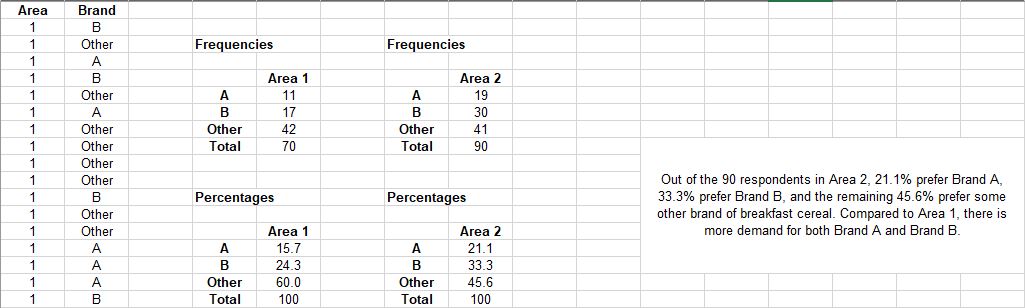 Area Brand
1 B
1 Other Frequencies Frequencies
1 A
1 B Area 1 Area 2
1 Other A 11 A 19
1 A B 17 B 30
1 Other Other 42 Other 41
1 Other Total 70 Total 90
1 Other
1 Other Out of the 90 respondents in Area 2, 21.1% prefer Brand A,
1 B Percentages Percentages 33.3% prefer Brand B, and the remaining 45.6% prefer some
1 Other other brand of breakfast cereal. Compared to Area 1, there is
1 Other Area 1 Area 2 more demand for both Brand A and Brand B.
1 A A 15.7 A 21.1
1 A B 24.3 B 33.3
1 A Other 60.0 Other 45.6
1 B Total 100 Total 100